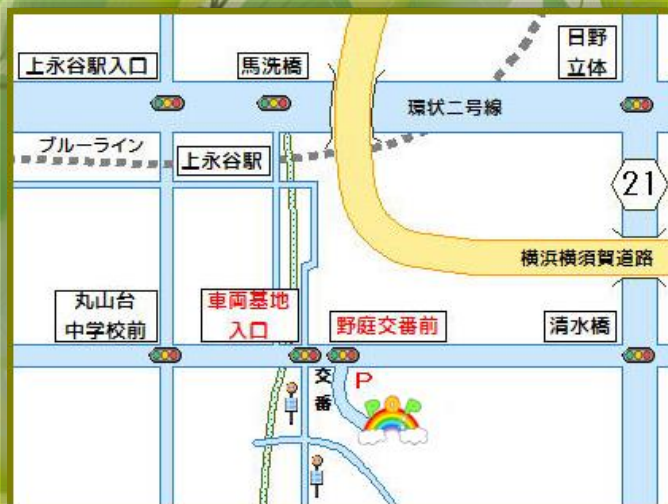 上永谷駅入口
馬洗橋
日野
立体
環状二号線
ブルーライン
上永谷駅
21
横浜横須賀道路
丸山台
中学校前
車両基地
入口
野庭交番前
清水橋
交
番
P
POP